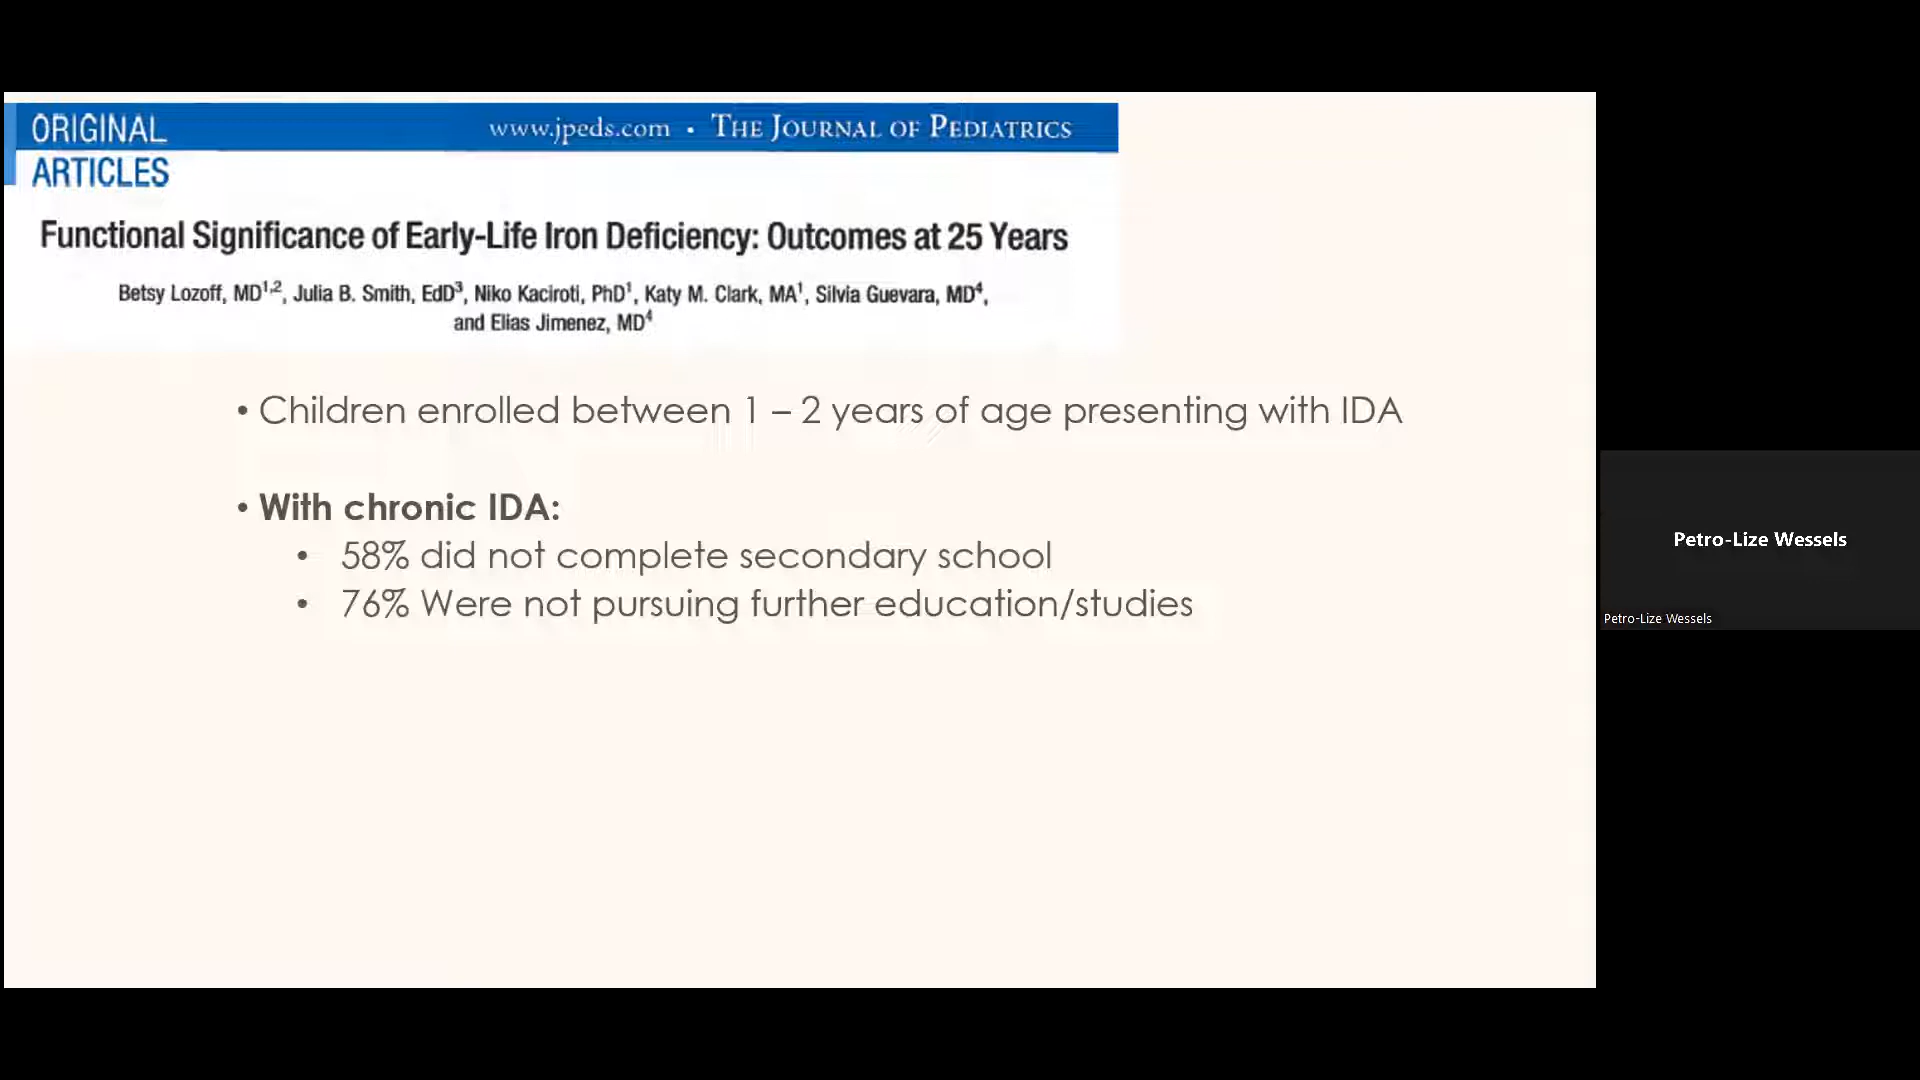 ORIGINAL
ARTICLES
www.jpeds.com • THE JOURNAL OF PEDIATRICS
Functional Significance of Early-Life Iron Deficiency: Outcomes at 25 Years
Betsy Lozoff, MD1,2, Julia B. Smith, EdD3, Niko Kaciroti, PhD1, Katy M. Clark, MA1, Silvia Guevara, MD4,
and Elias Jimenez, MD4
• Children enrolled between 1 – 2 years of age presenting with IDA
• With chronic IDA:
• 58% did not complete secondary school
• 76% Were not pursuing further education/studies
Petro-Lize Wessels
Petro-Lize Wessels